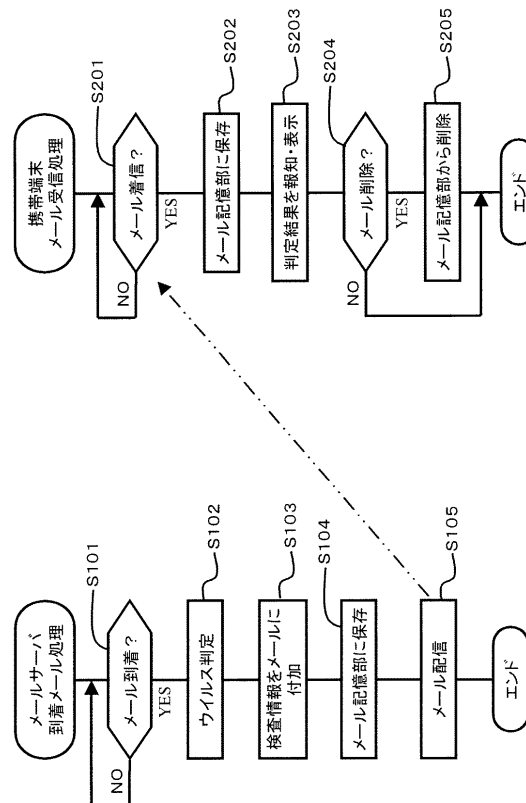 メールサーバ
到着メール処理
S101
メール到着？
NO
YES
S102
ウイルス判定
S103
検査情報をメールに
付加
S104
メール記憶部に保存
S105
メール配信
エンド
携帯端末
メール受信処理
S201
メール着信？
NO
YES
S202
メール記憶部に保存
S203
判定結果を報知・表示
S204
メール削除？
NO
YES
S205
メール記憶部から削除
エンド